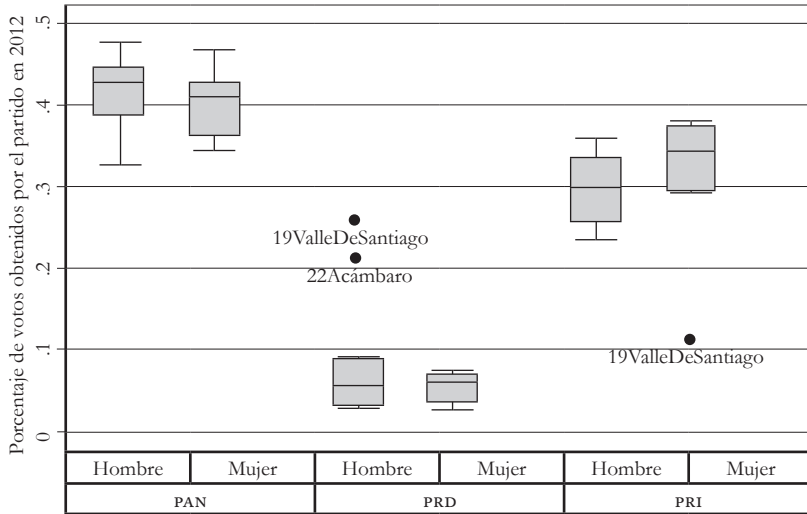 Porcentaje de votos obtenidos por el partido en 2012
.5
.4
.3
.2
.1
0
19ValleDeSantiago
22Acámbaro
19ValleDeSantiago
Hombre Mujer Hombre Mujer Hombre Mujer
PAN PRD PRI